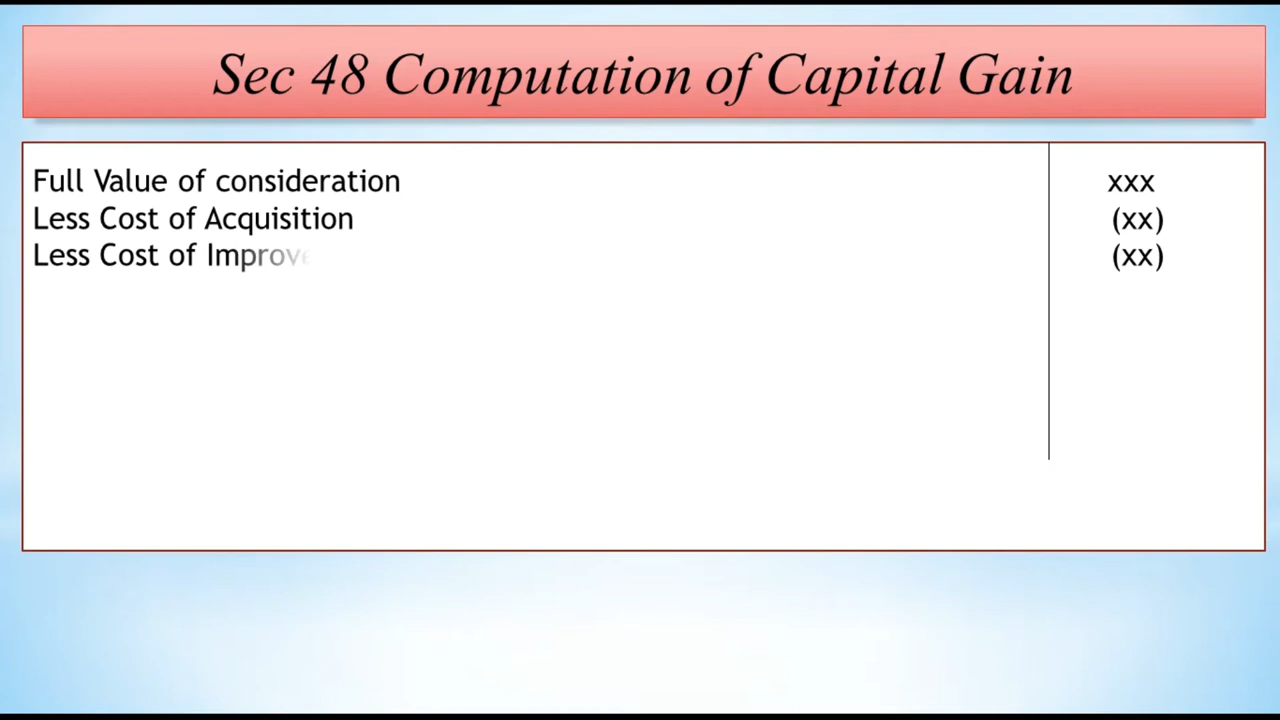 Sec 48 Computation of Capital Gain
Full Value of consideration xxx
Less Cost of Acquisition (xx)
Less Cost of Improve (xx)